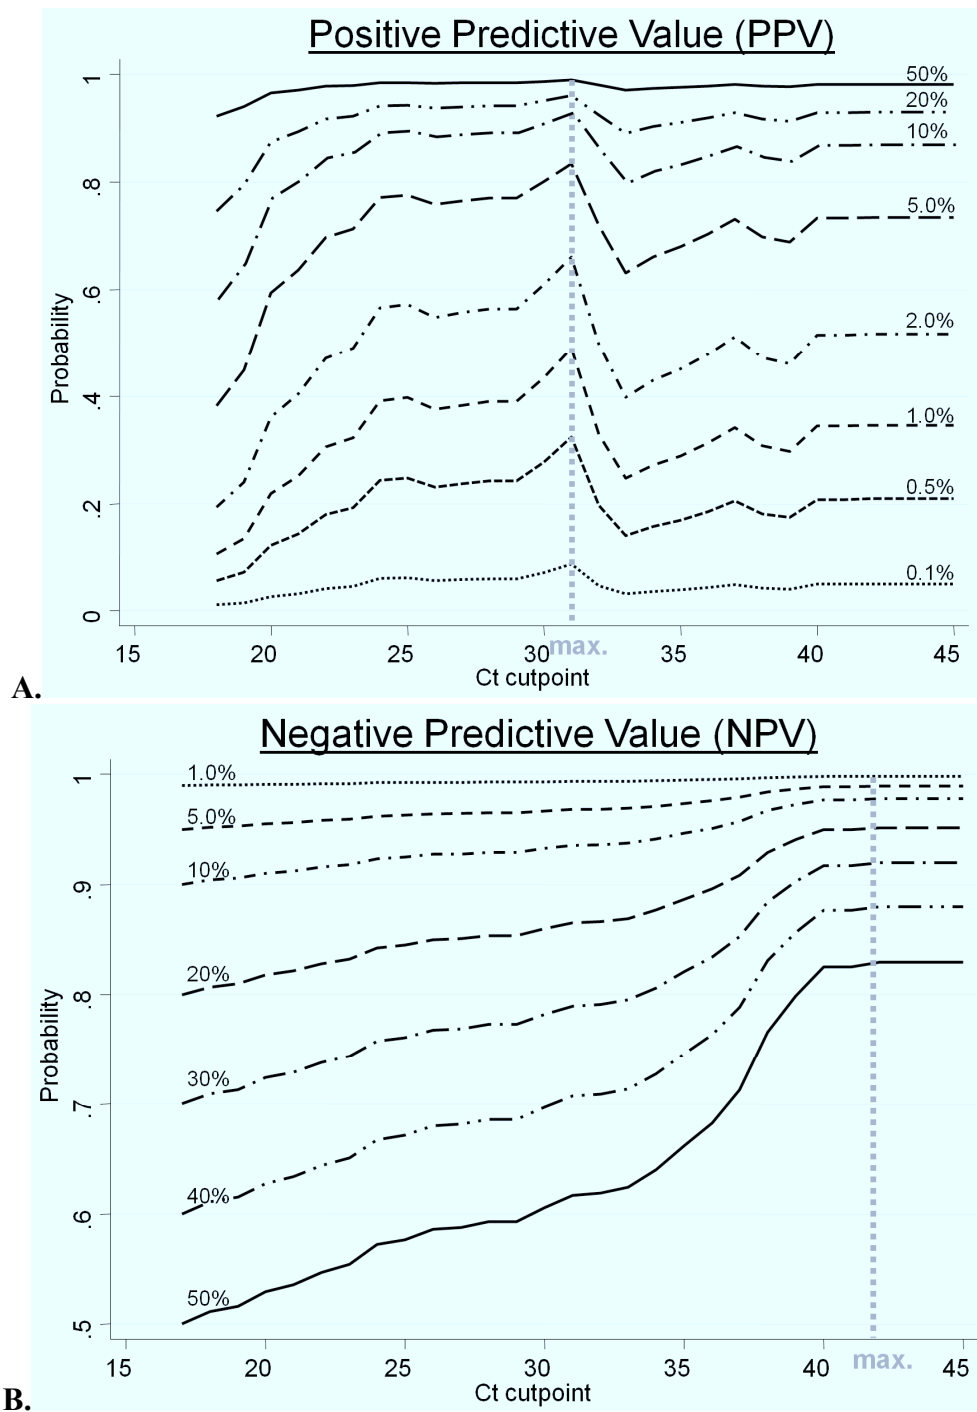 Positive Predictive Value (PPV)
Probability
1
.8
.6
.4
.2
0
50%
20%
10%
5.0%
2.0%
1.0%
0.5%
0.1%
15 20 25 30 35 40 45
max.
Ct cutpoint
A.
Negative Predictive Value (NPV)
Probability
1
.9
.8
.7
.6
.5
1.0%
5.0%
10%
20%
30%
40%
50%
15 20 25 30 35 40 45
max.
Ct cutpoint
B.